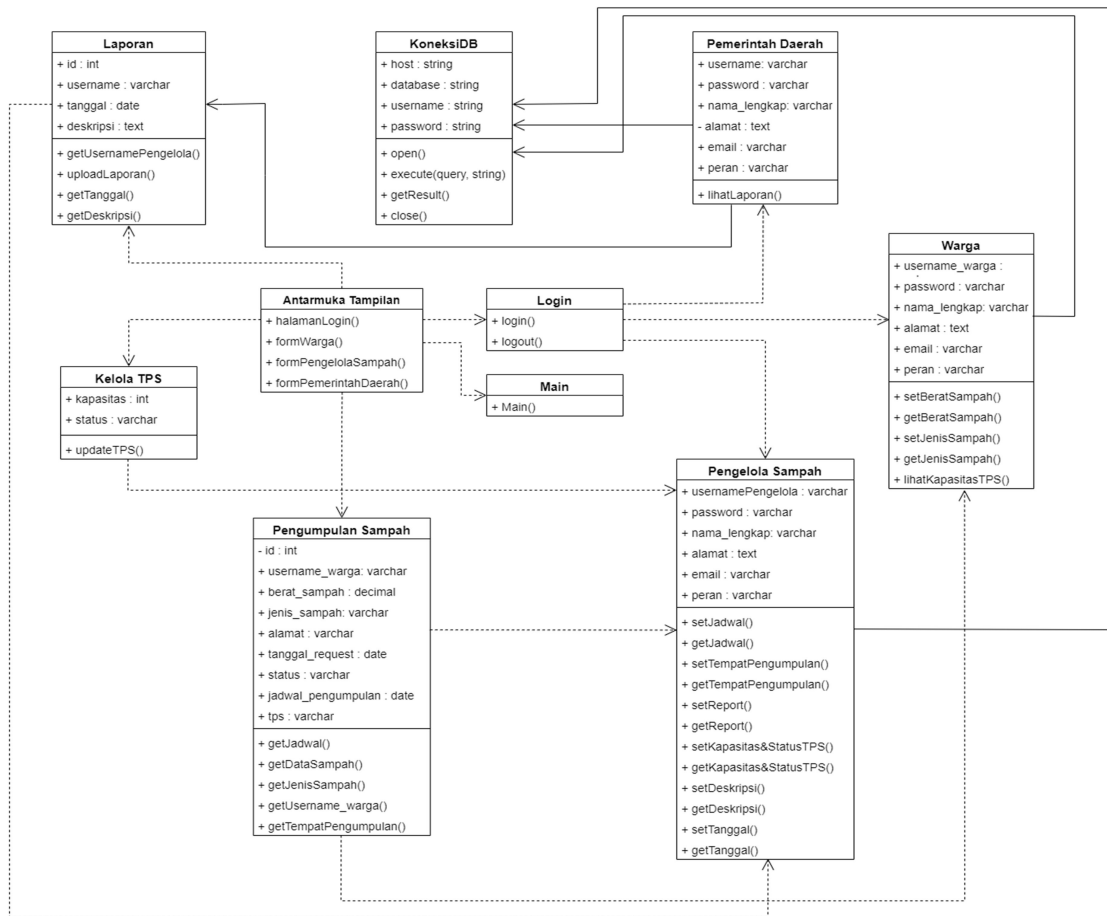 Laporan
+ id : int
+ username : varchar
+ tanggal : date
+ deskripsi : text
+ getUsernamePengelola()
+ uploadLaporan()
+ getTanggal()
+ getDeskripsi()
KoneksiDB
+ host : string
+ database : string
+ username : string
+ password : string
+ open()
+ execute(query, string)
+ getResult()
+ close()
Pemerintah Daerah
+ username: varchar
+ password : varchar
+ nama_lengkap: varchar
- alamat : text
+ email : varchar
+ peran : varchar
+ lihatLaporan()
Warga
+ username_warga :
+ password : varchar
+ nama_lengkap: varchar
+ alamat : text
+ email : varchar
+ peran : varchar
+ setBeratSampah()
+ getBeratSampah()
+ setJenisSampah()
+ getJenisSampah()
+ lihatKapasitasTPS()
Antarmuka Tampilan
+ halamanLogin()
+ formWarga()
+ formPengelolaSampah()
+ formPemerintahDaerah()
Login
+ login()
+ logout()
Main
+ Main()
Kelola TPS
+ kapasitas : int
+ status : varchar
+ updateTPS()
Pengumpulan Sampah
- id : int
+ username_warga: varchar
+ berat_sampah : decimal
+ jenis_sampah: varchar
+ alamat : varchar
+ tanggal_request : date
+ status : varchar
+ jadwal_pengumpulan : date
+ tps : varchar
+ getJadwal()
+ getDataSampah()
+ getJenisSampah()
+ getUsername_warga()
+ getTempatPengumpulan()
Pengelola Sampah
+ usernamePengelola : varchar
+ password : varchar
+ nama_lengkap: varchar
+ alamat : text
+ email : varchar
+ peran : varchar
+ setJadwal()
+ getJadwal()
+ setTempatPengumpulan()
+ getTempatPengumpulan()
+ setReport()
+ getReport()
+ setKapasitas&StatusTPS()
+ getKapasitas&StatusTPS()
+ setDeskripsi()
+ getDeskripsi()
+ setTanggal()
+ getTanggal()